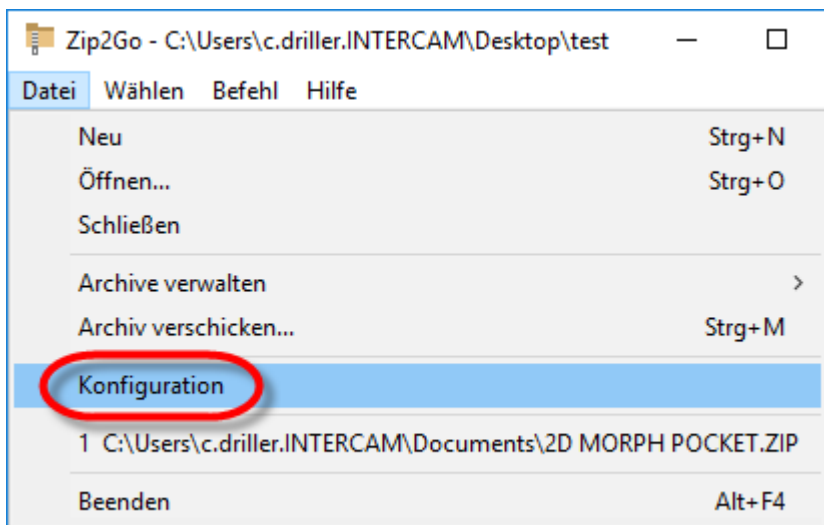 Zip2Go - C:\Users\c.driller.INTERCAM\Desktop\test
Datei Wählen Befehl Hilfe
Neu Strg+N
Öffnen... Strg+O
Schließen
Archive verwalten
Archiv verschicken... Strg+M
Konfiguration
1 C:\Users\c.driller.INTERCAM\Documents\2D MORPH POCKET.ZIP
Beenden Alt+F4